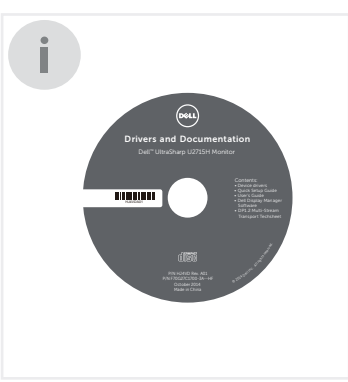 i
DELL
Drivers and Documentation
Dell™ UltraSharp U2715H Monitor
Contents:
• Device drivers
• Quick Setup Guide
• User's Guide
• Dell Display Manager
Software
• DP1.2 Multi-Stream
Transport Techsheet
October 2014
Made in China